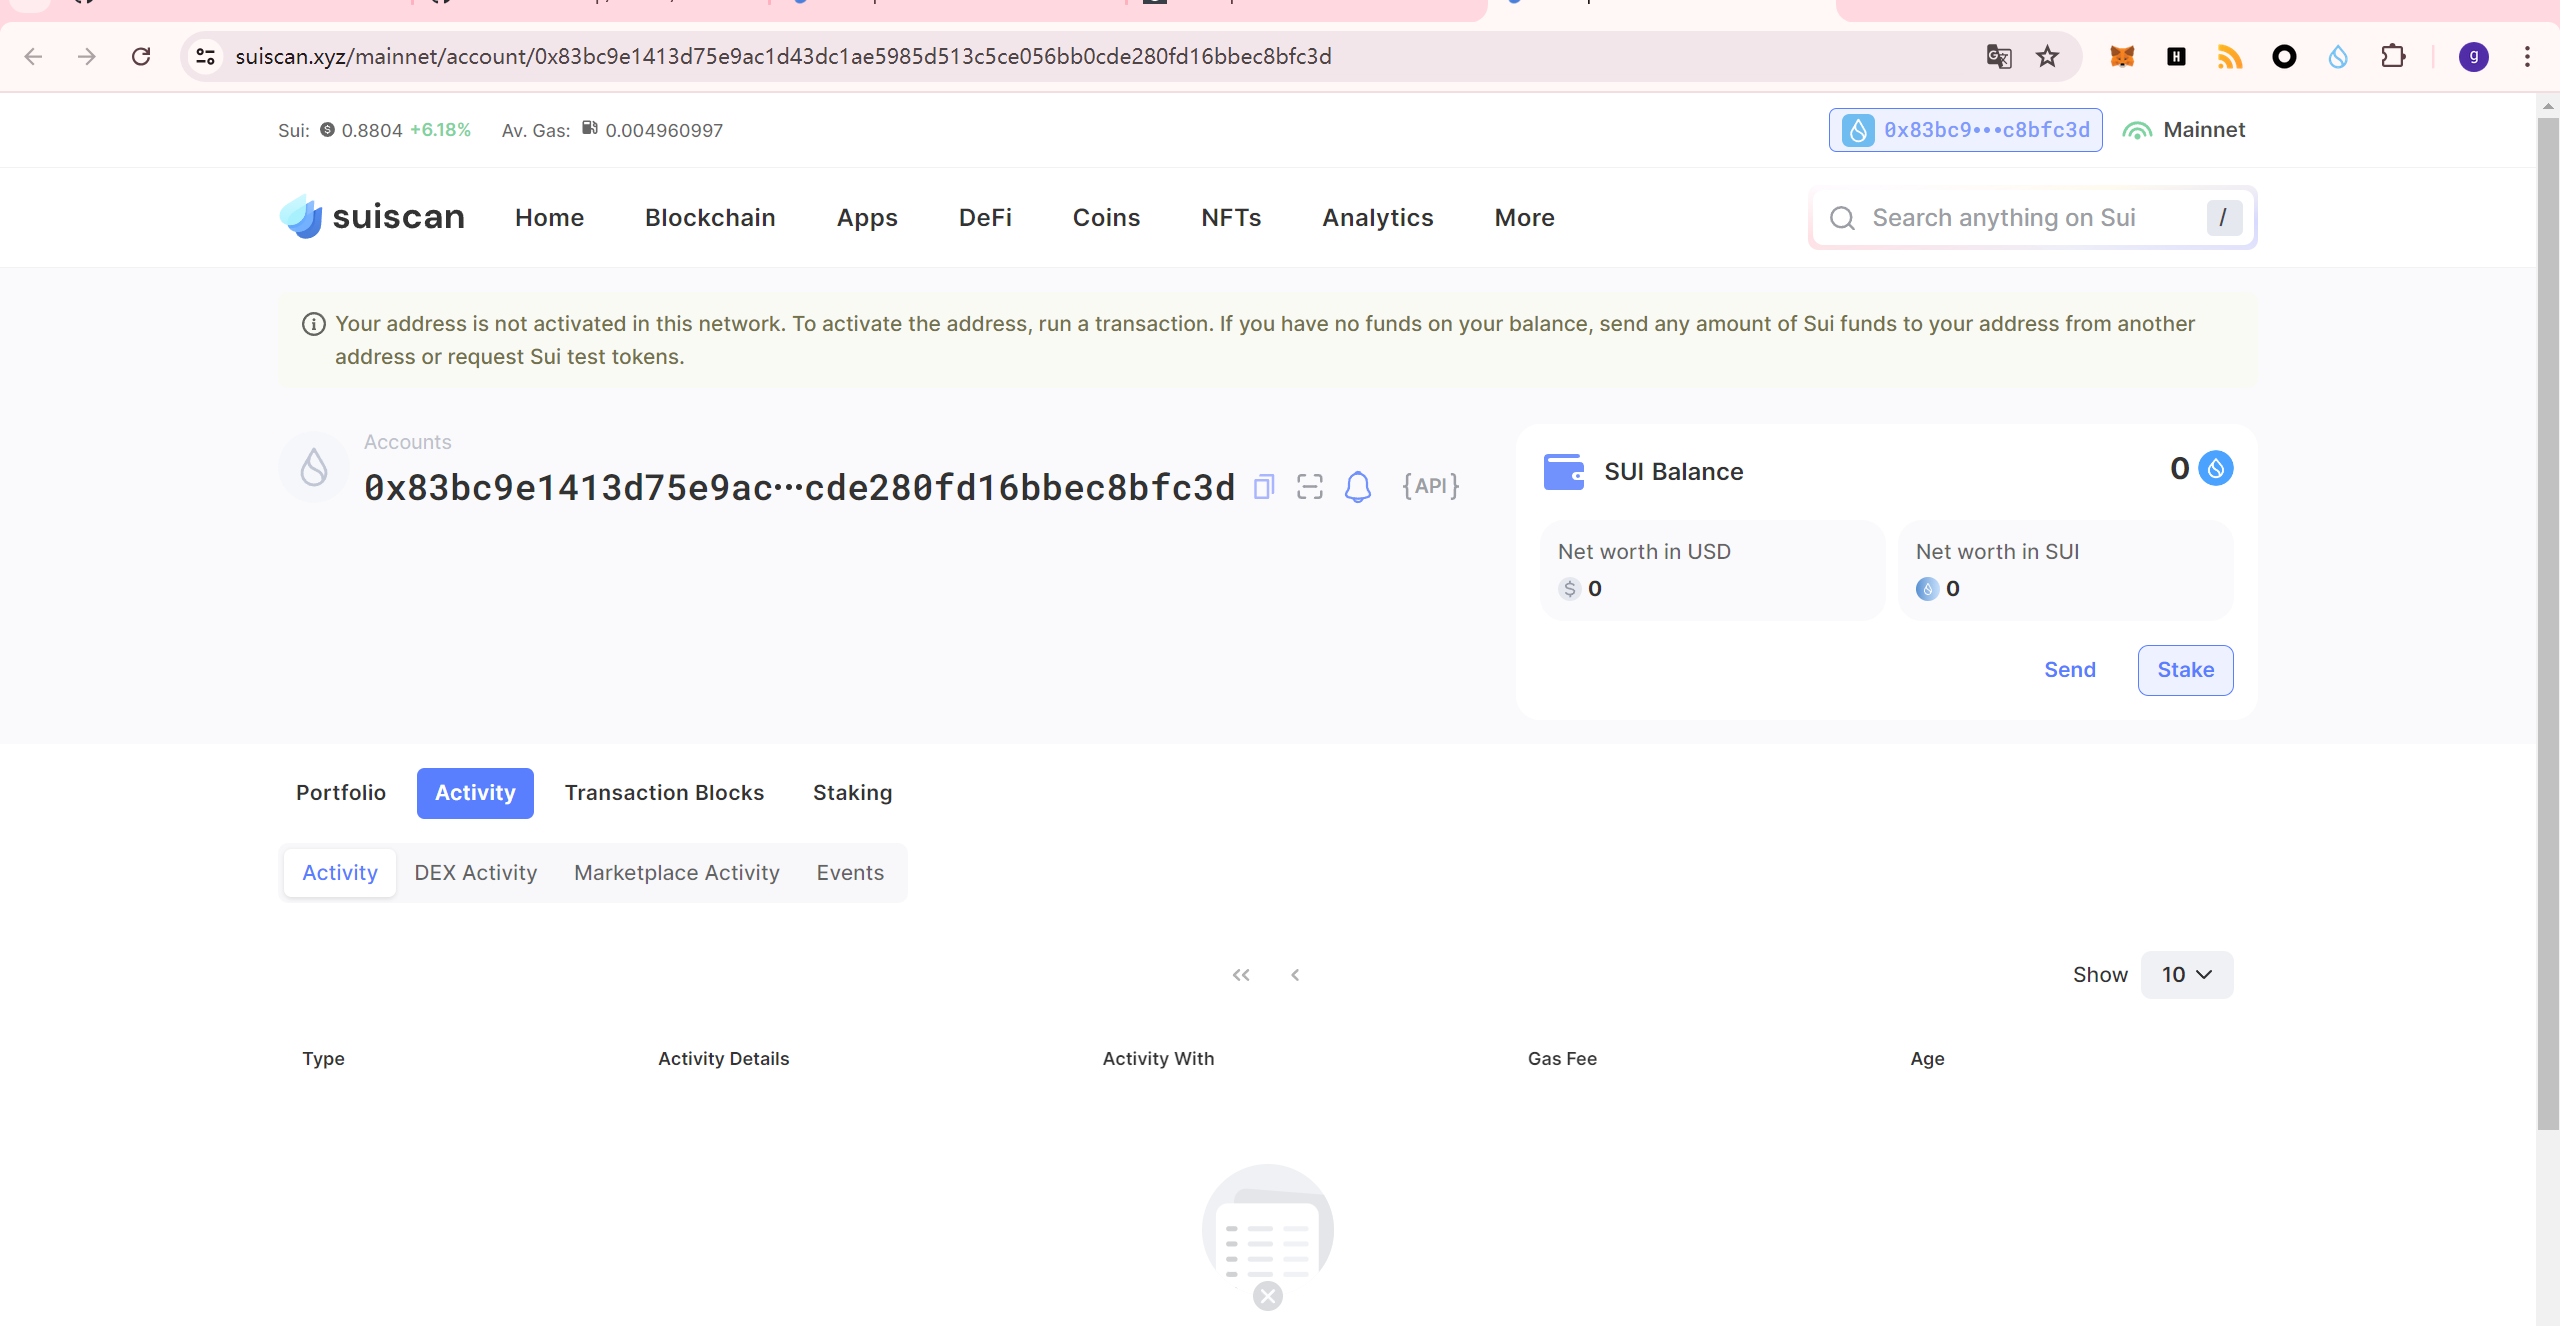 suiscan.xyz/mainnet/account/0x83bc9e1413d75e9ac1d43dc1ae5985d513c5ce056bb0cde280fd16bbec8bfc3d
H
g
Sui: 0.8804 +6.18% Av. Gas: 0.004960997
0x83bc9•••c8bfc3d Mainnet
suiscan Home Blockchain Apps DeFi Coins NFTs Analytics More
Search anything on Sui /
Your address is not activated in this network. To activate the address, run a transaction. If you have no funds on your balance, send any amount of Sui funds to your address from another
address or request Sui test tokens.
Accounts
0x83bc9e1413d75e9ac···cde280fd16bbec8bfc3d {API}
SUI Balance 0
Net worth in USD
$ 0
Net worth in SUI
0
Send Stake
Portfolio Activity Transaction Blocks Staking
Activity DEX Activity Marketplace Activity Events
Show 10
Type Activity Details Activity With Gas Fee Age